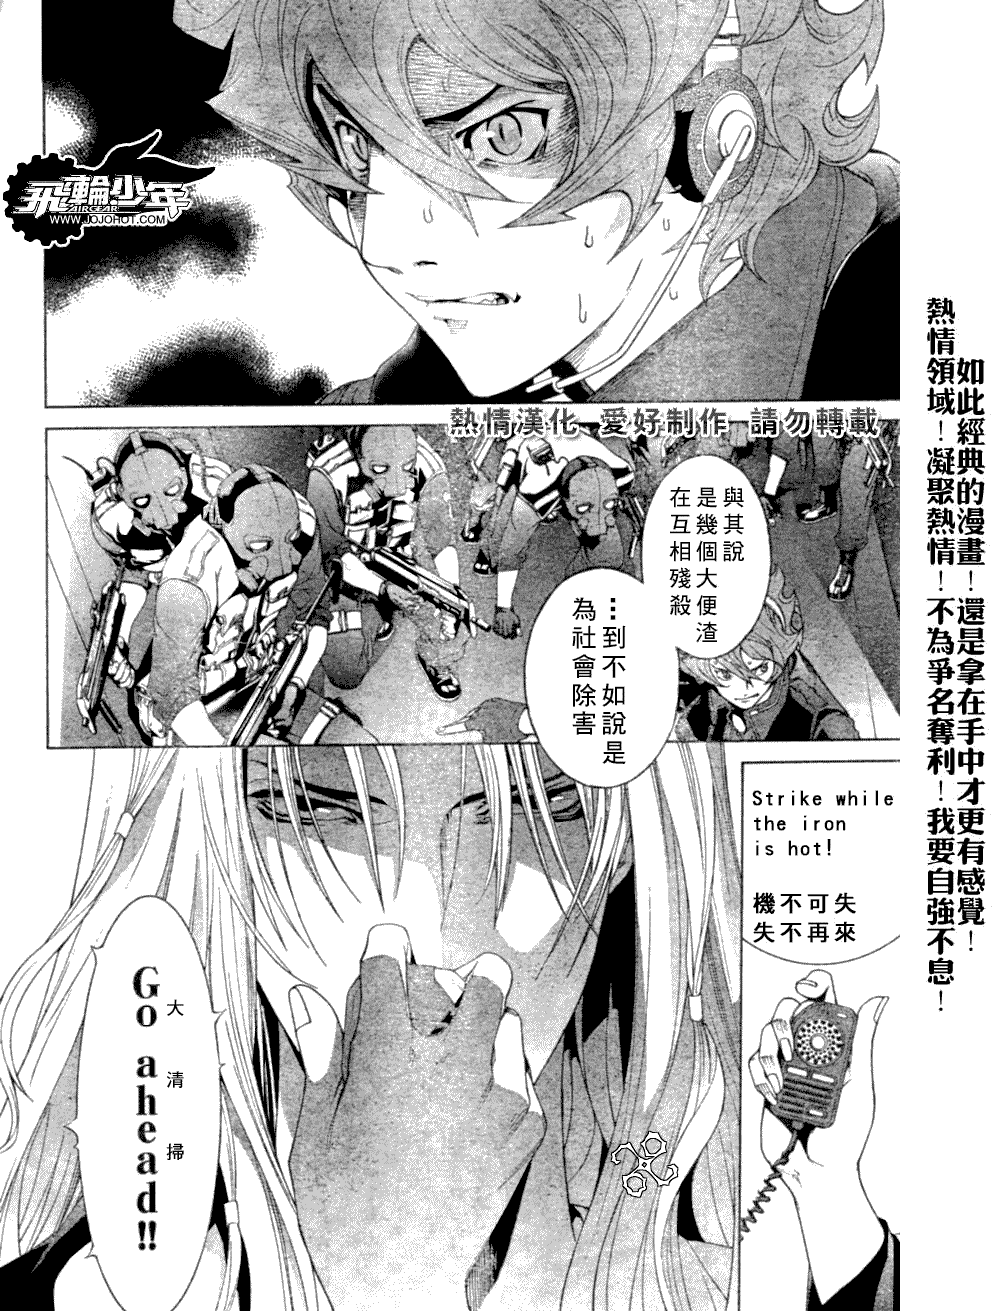 飛輪少年
AIRGEAR
WWW.JOJOHOT.COM
熱情漢化 愛好制作 請勿轉載
如此經典的漫畫！還是拿在手中才更有感覺！
熱情領域！凝聚熱情！不為爭名奪利！我要自強不息！
與其說
是幾個大便渣
在互相殘殺
…到不如說是
為社會除害
Strike while
the iron
is hot!
機不可失
失不再來
Go ahead!!
大清掃